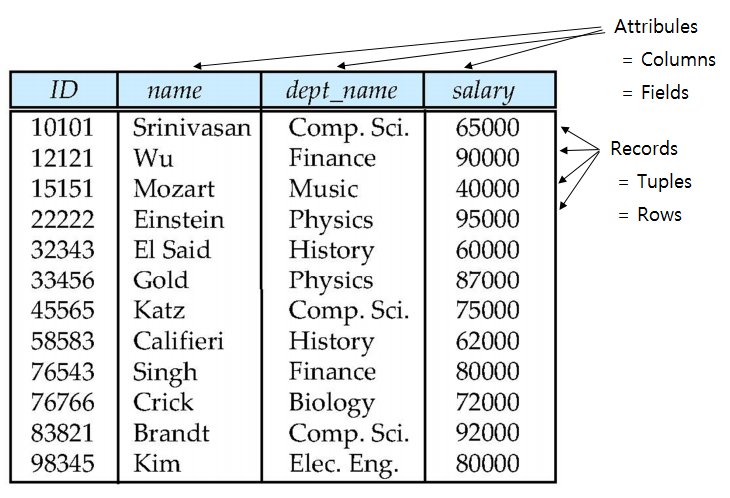 Attribules
= Columns
= Fields
ID name dept_name salary
10101 Srinivasan Comp. Sci. 65000
12121 Wu Finance 90000
15151 Mozart Music 40000
22222 Einstein Physics 95000
32343 El Said History 60000
33456 Gold Physics 87000
45565 Katz Comp. Sci. 75000
58583 Califieri History 62000
76543 Singh Finance 80000
76766 Crick Biology 72000
83821 Brandt Comp. Sci. 92000
98345 Kim Elec. Eng. 80000
Records
= Tuples
= Rows